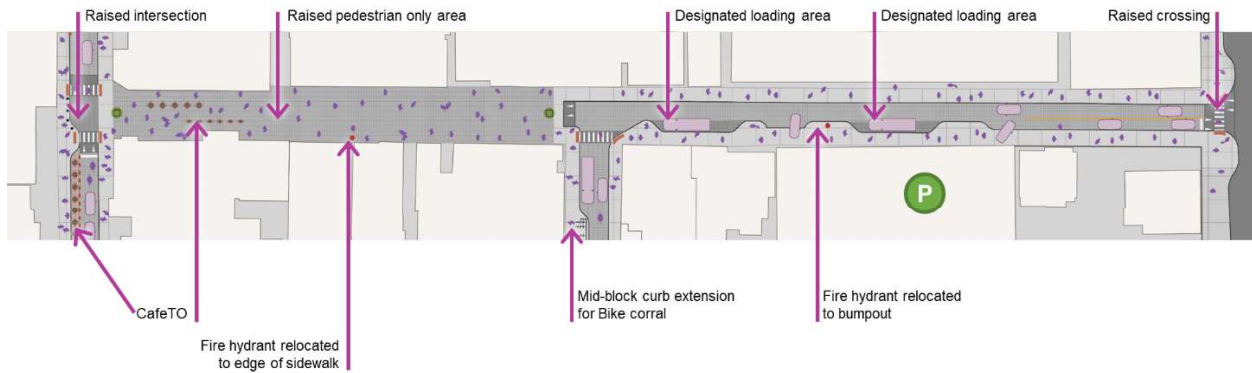 Raised intersection
Raised pedestrian only area
Designated loading area
Designated loading area
Raised crossing
P
CafeTO
Fire hydrant relocated
to edge of sidewalk
Mid-block curb extension
for Bike corral
Fire hydrant relocated
to bumpout